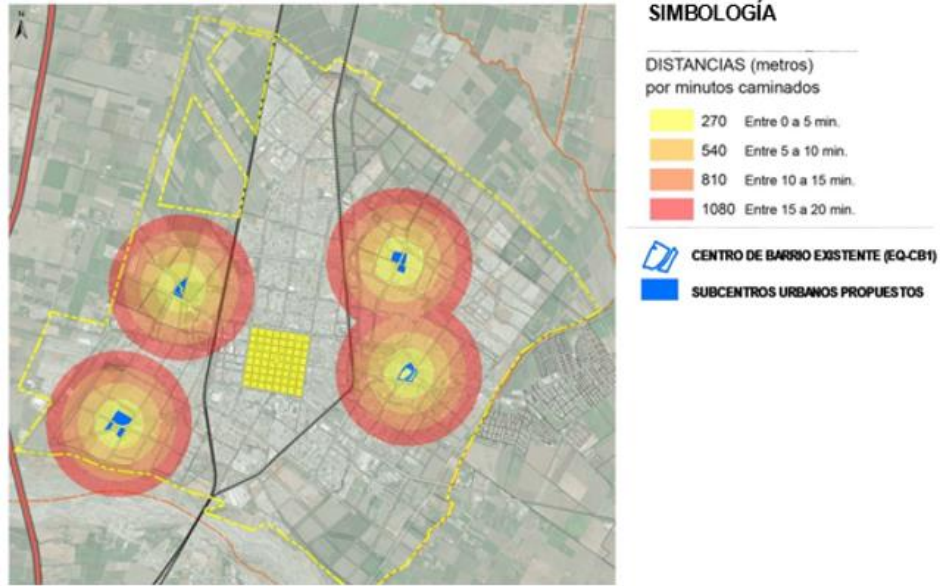 N
SIMBOLOGÍA
DISTANCIAS (metros)
por minutos caminados
270 Entre 0 a 5 min.
540 Entre 5 a 10 min.
810 Entre 10 a 15 min.
1080 Entre 15 a 20 min.
CENTRO DE BARRIO EXISTENTE (EQ-CB1)
SUBCENTROS URBANOS PROPUESTOS